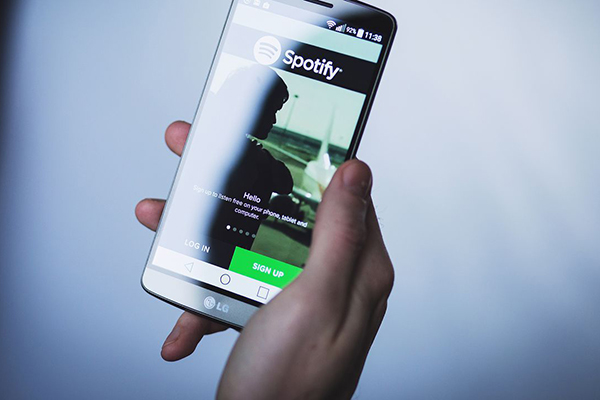 92% 11:38
Spotify
Hello
Sign up to listen free on your phone, tablet and
computer.
LOG IN
SIGN UP
LG